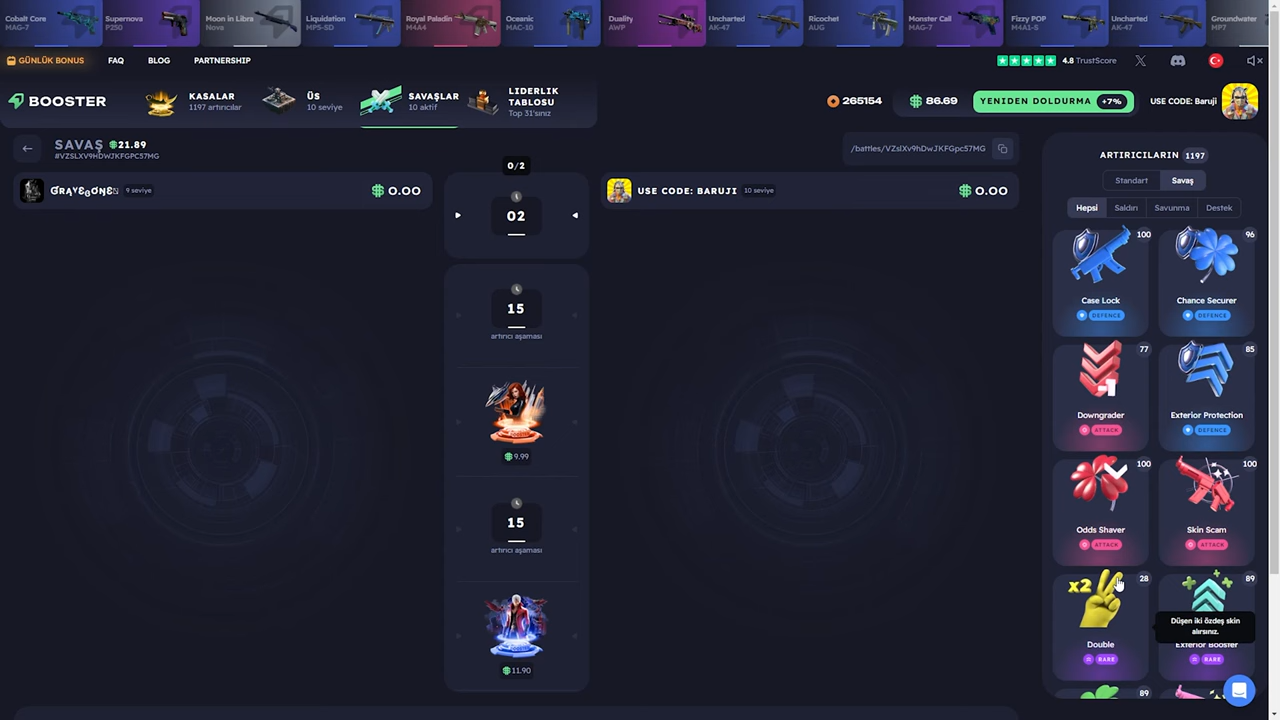 Cobalt Core
MAG-7
Supernova
P250
Moon in Libra
Nova
Liquidation
MP5-SD
Royal Paladin
M4A4
Oceanic
MAC-10
Duality
AWP
Uncharted
AK-47
Ricochet
AUG
Monster Call
MAG-7
Fizzy POP
M4A1-S
Uncharted
AK-47
Groundwater
MP7
GÜNLÜK BONUS
FAQ
BLOG
PARTNERSHIP
4.8 TrustScore
BOOSTER
KASALAR
1197 artırıcılar
ÜS
10 seviye
SAVAŞLAR
10 aktif
LIDERLIK
TABLOSU
Top 31'sınız
265154
86.69
YENIDEN DOLDURMA +7%
USE CODE: Baruji
SAVAŞ 21.89
#VZSLXV9HDWJKFGPC57MG
/battles/VZslXv9hDwJKFGpc57MG
0/2
9 seviye
0.00
02
USE CODE: BARUJI 10 seviye
0.00
15
artırıcı aşaması
9.99
15
artırıcı aşaması
11.90
ARTIRICILARIN 1197
Standart
Savaş
Hepsi
Saldırı
Savunma
Destek
100
Case Lock
DEFENCE
96
Chance Securer
DEFENCE
77
Downgrader
ATTACK
85
Exterior Protection
DEFENCE
100
Odds Shaver
ATTACK
100
Skin Scam
ATTACK
x2
28
Double
RARE
89
Düşen iki özdeş skin
alırsınız.
Exterior Booster
RARE
89